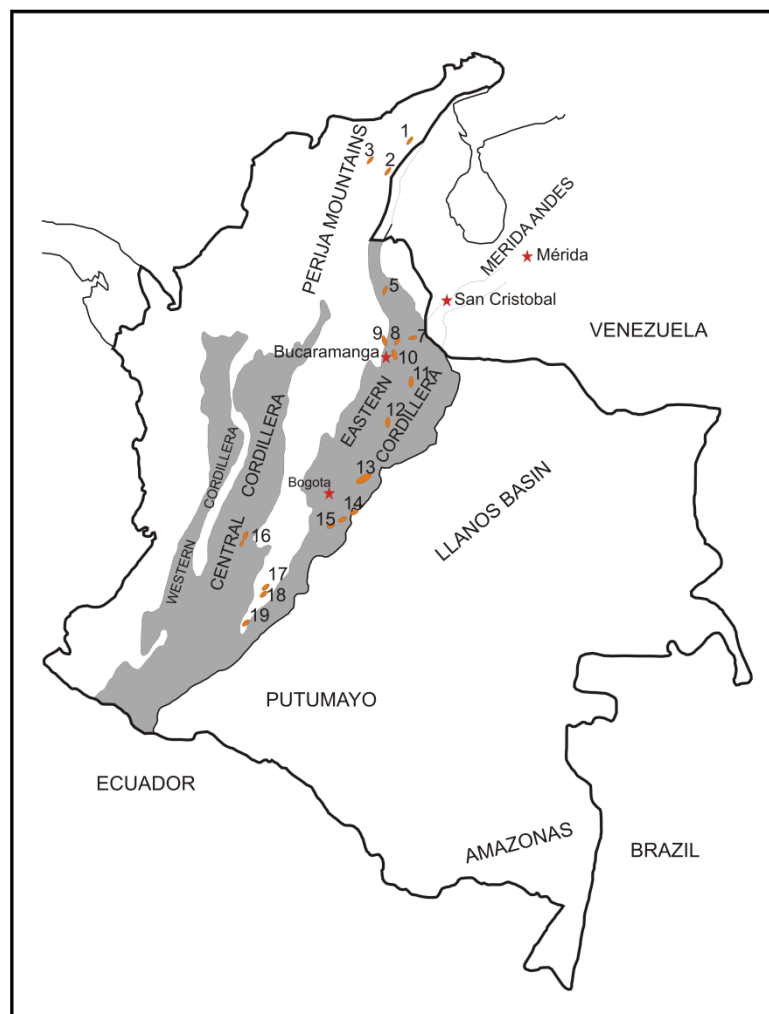 1
3
2
PERIJA MOUNTAINS
MERIDA ANDES
Mérida
5
San Cristobal
VENEZUELA
9
8
7
Bucaramanga
10
11
EASTERN
CORDILLERA
12
CORDILLERA
CORDILLERA
13
Bogota
LLANOS BASIN
14
15
16
CENTRAL
WESTERN
17
18
19
PUTUMAYO
ECUADOR
AMAZONAS
BRAZIL